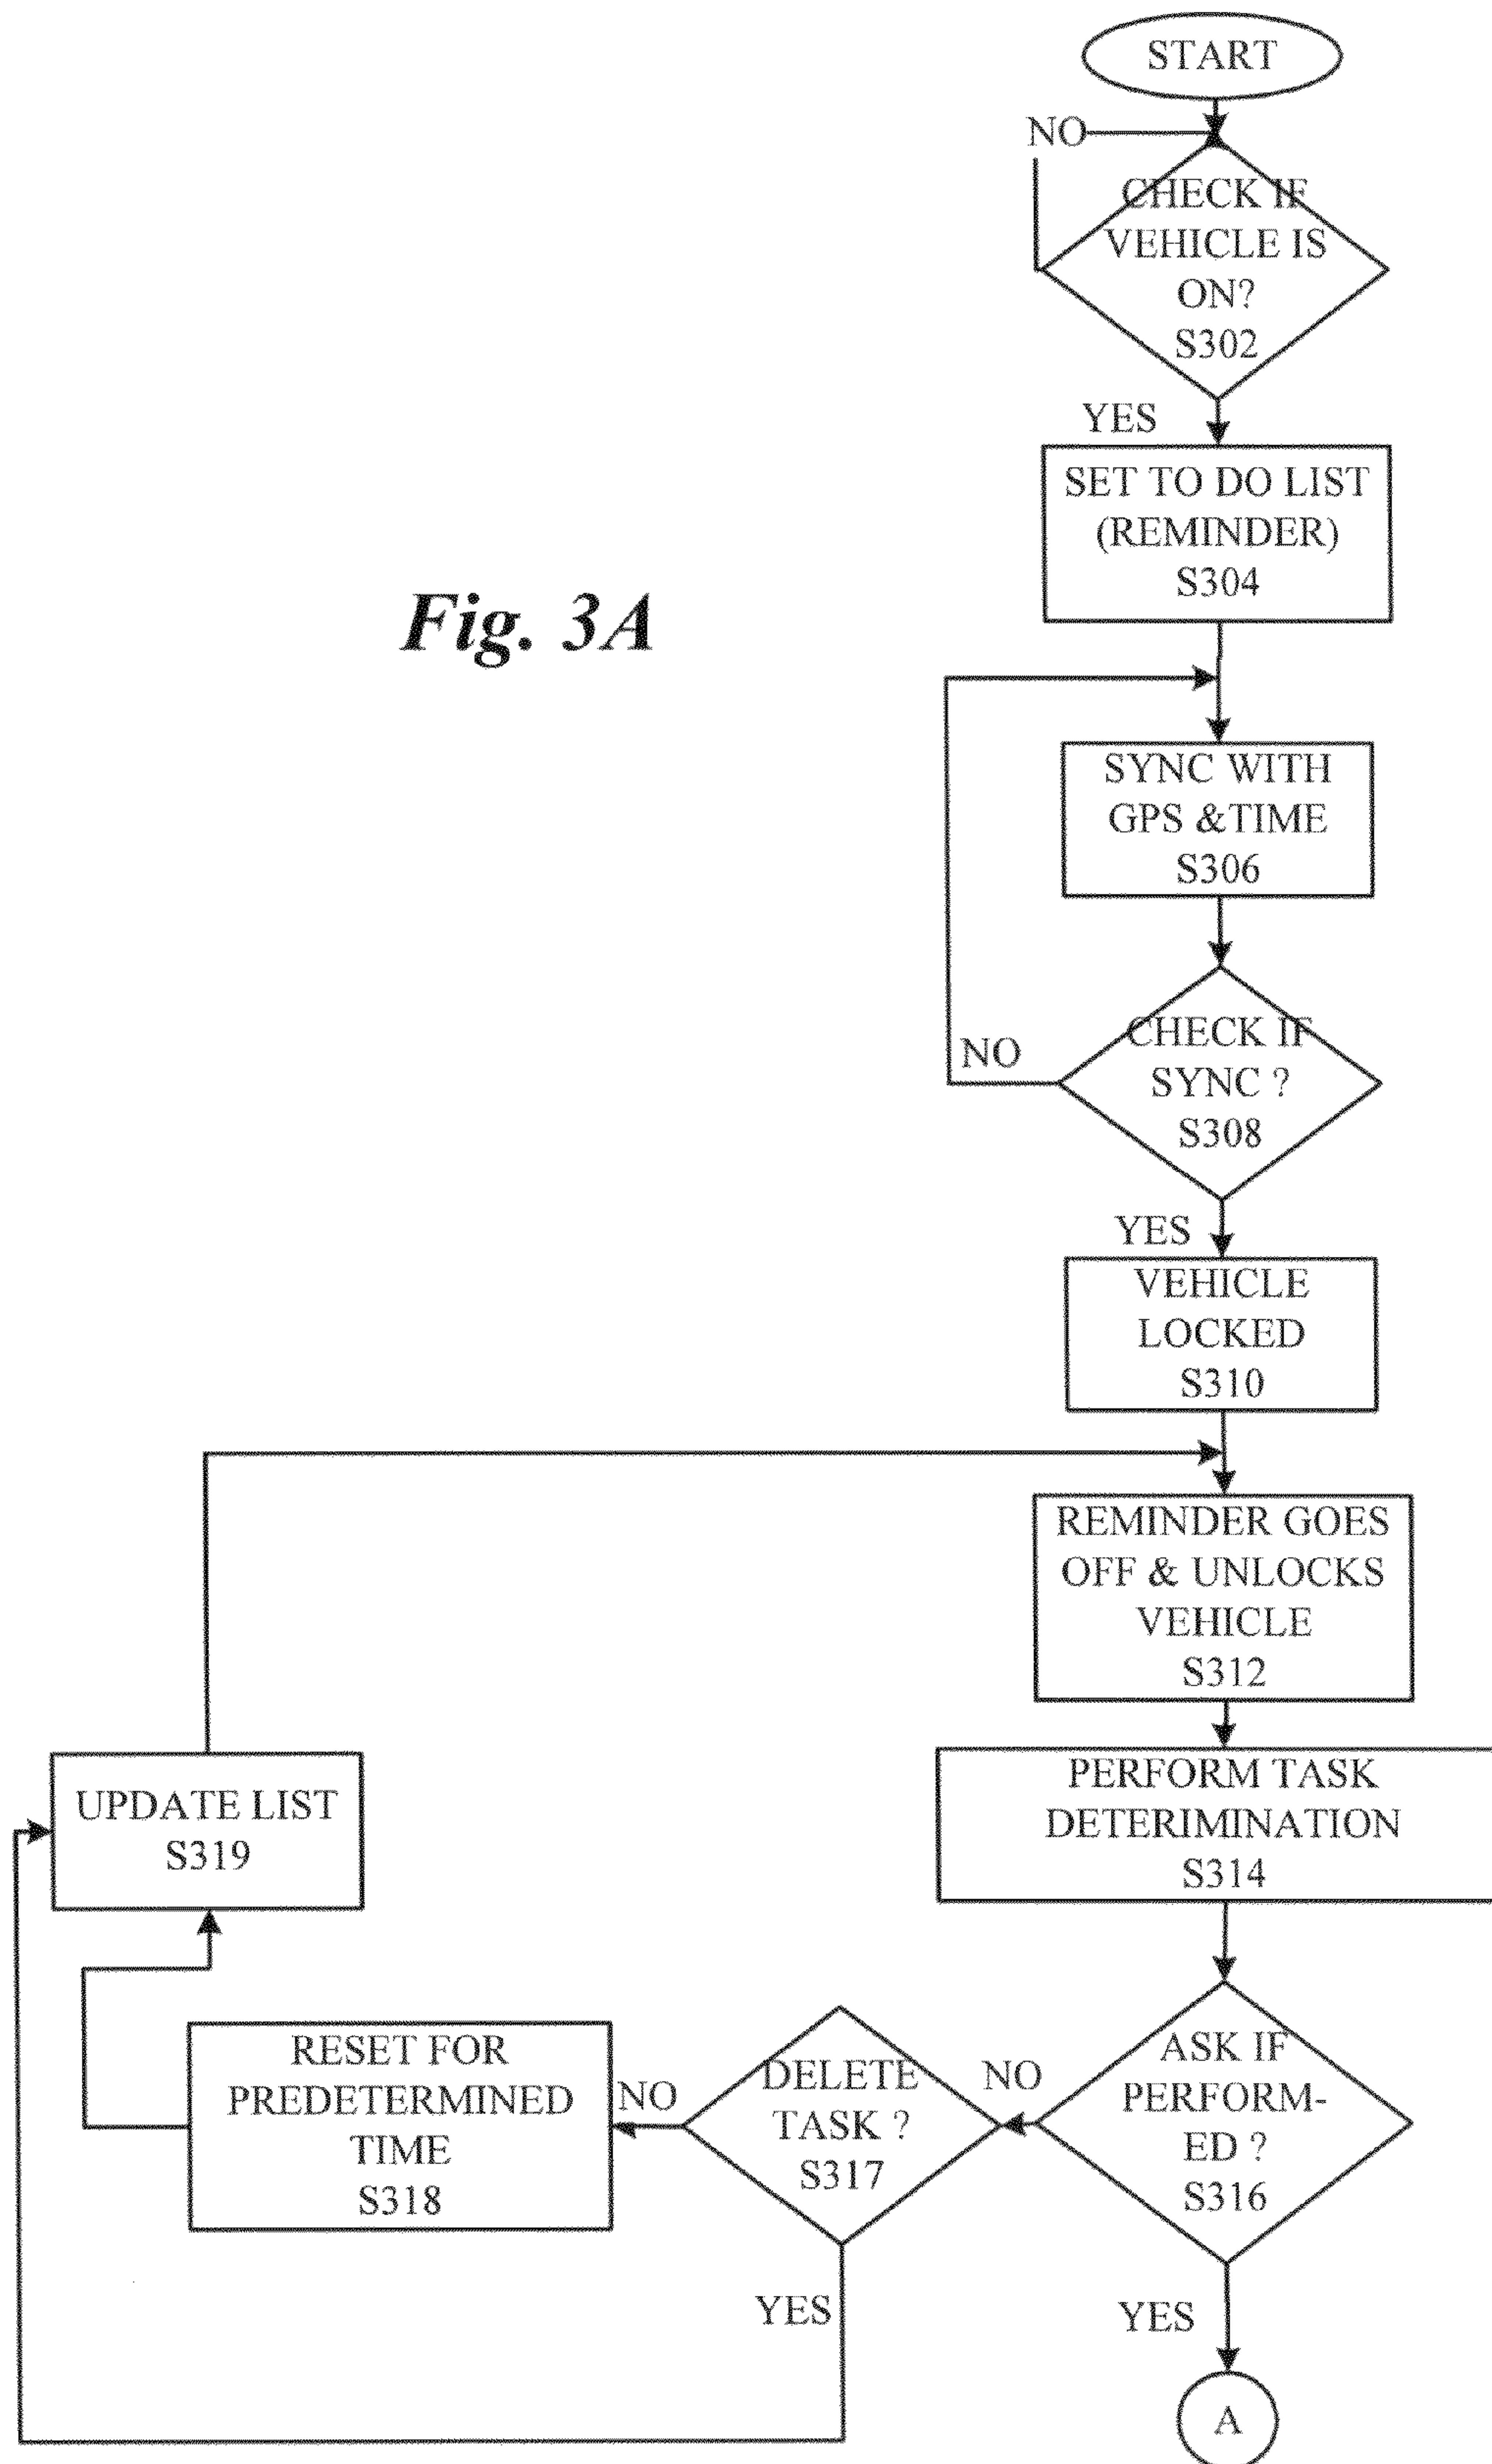 START
NO
CHECK IF
VEHICLE IS
ON?
S302
YES
SET TO DO LIST
(REMINDER)
S304
Fig. 3A
SYNC WITH
GPS &TIME
S306
CHECK IF
SYNC ?
S308
NO
YES
VEHICLE
LOCKED
S310
REMINDER GOES
OFF & UNLOCKS
VEHICLE
S312
PERFORM TASK
DETERIMINATION
S314
UPDATE LIST
S319
ASK IF
PERFORM-
ED ?
S316
NO
DELETE
TASK ?
S317
NO
RESET FOR
PREDETERMINED
TIME
S318
YES
YES
A